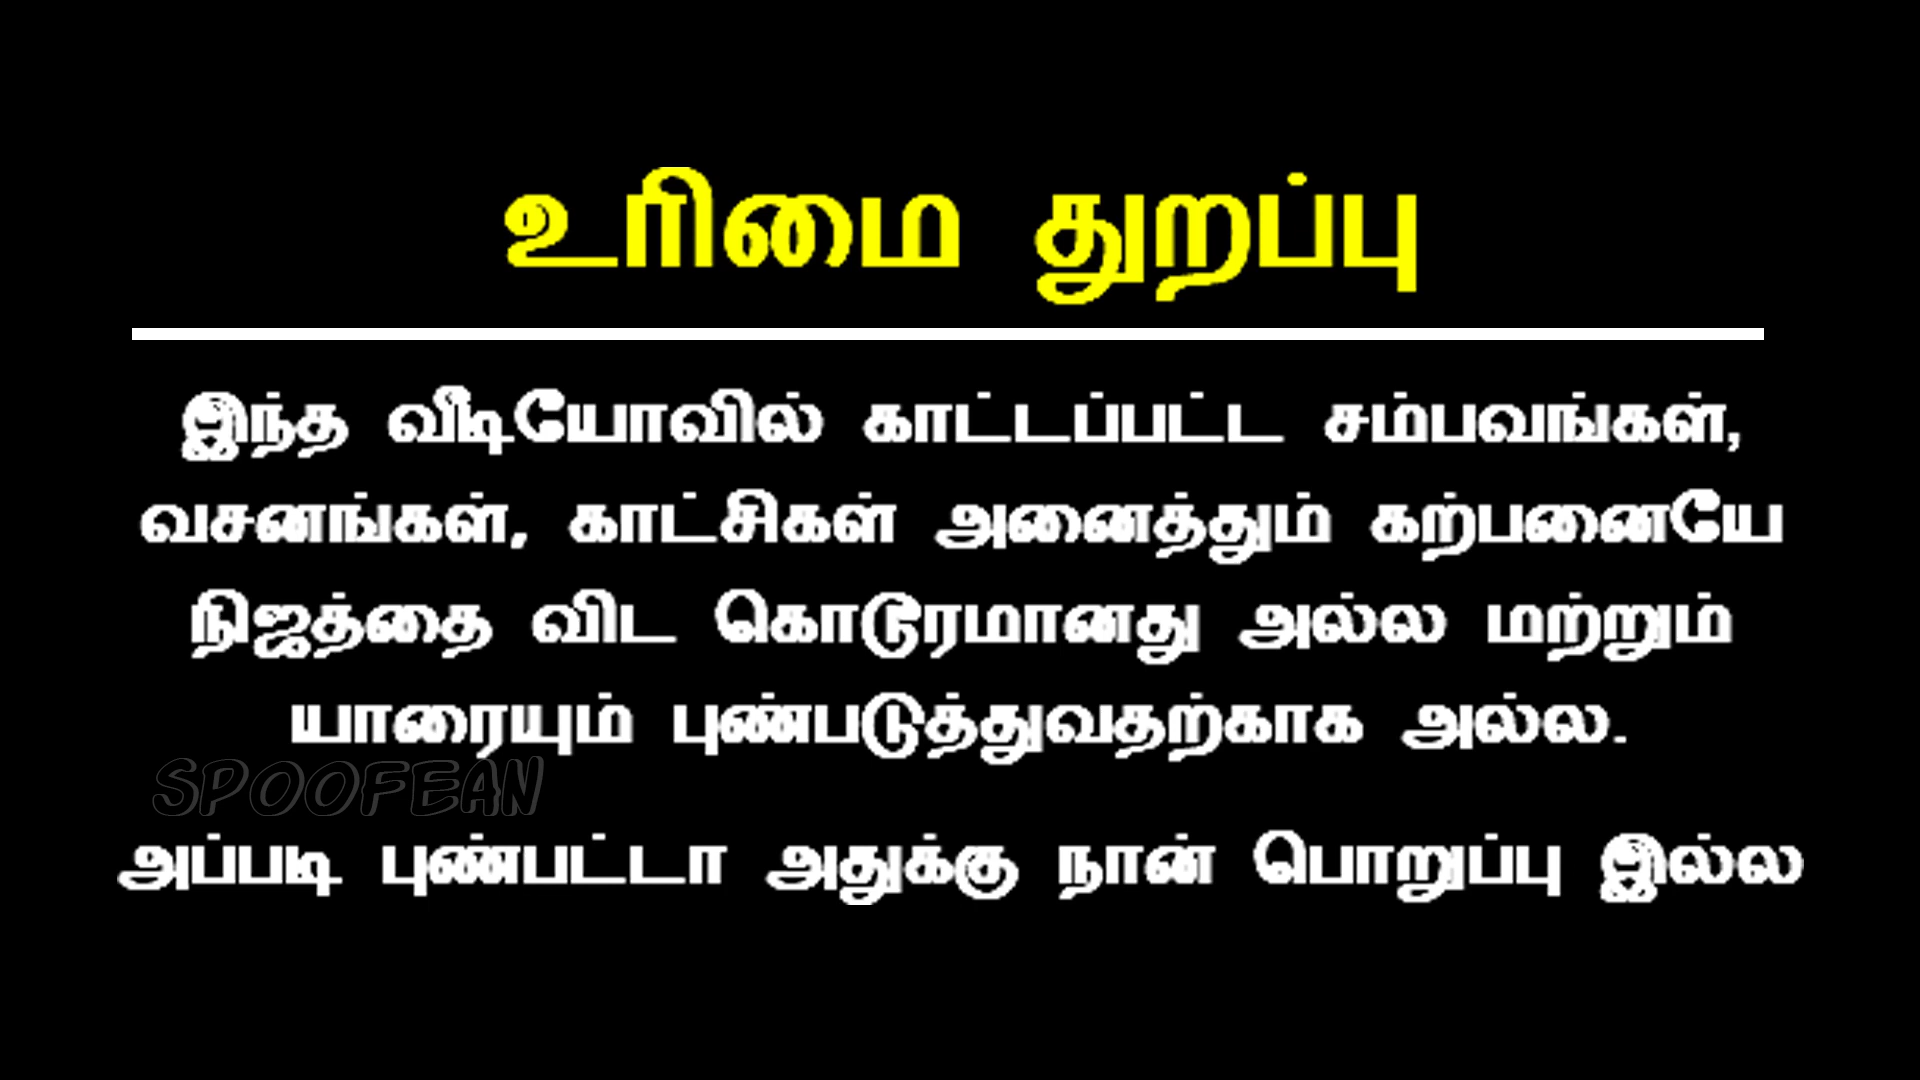 உரிமை துறப்பு
இந்த வீடியோவில் காட்டப்பட்ட சம்பவங்கள்,
வசனங்கள், காட்சிகள் அனைத்தும் கற்பனையே
நிஜத்தை விட கொடூரமானது அல்ல மற்றும்
யாரையும் புண்படுத்துவதற்காக அல்ல.
SPOOFEAN
அப்படி புண்பட்டா அதுக்கு நான் பொறுப்பு இல்ல